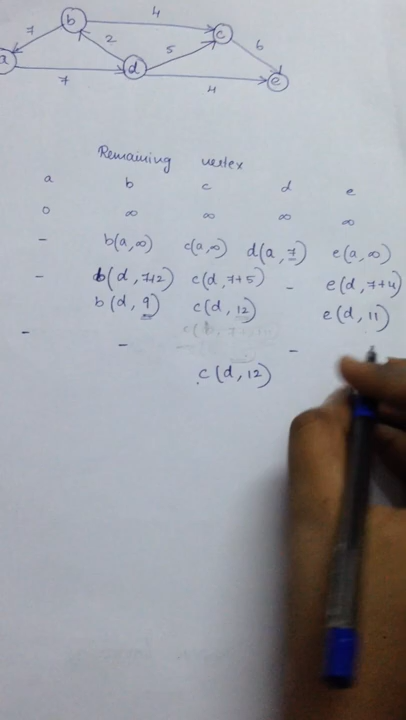 b 4 c
7 2 5 6
a 7 d 4 e
Remaining vertex
a b c d e
0 ∞ ∞ ∞ ∞
- b(a,∞) c(a,∞) d(a,7) e(a,∞)
- b(d,7+2) c(d,7+5) - e(d,7+4)
b(d,9) c(d,12) e(d,11)
- - -
c(d,12)